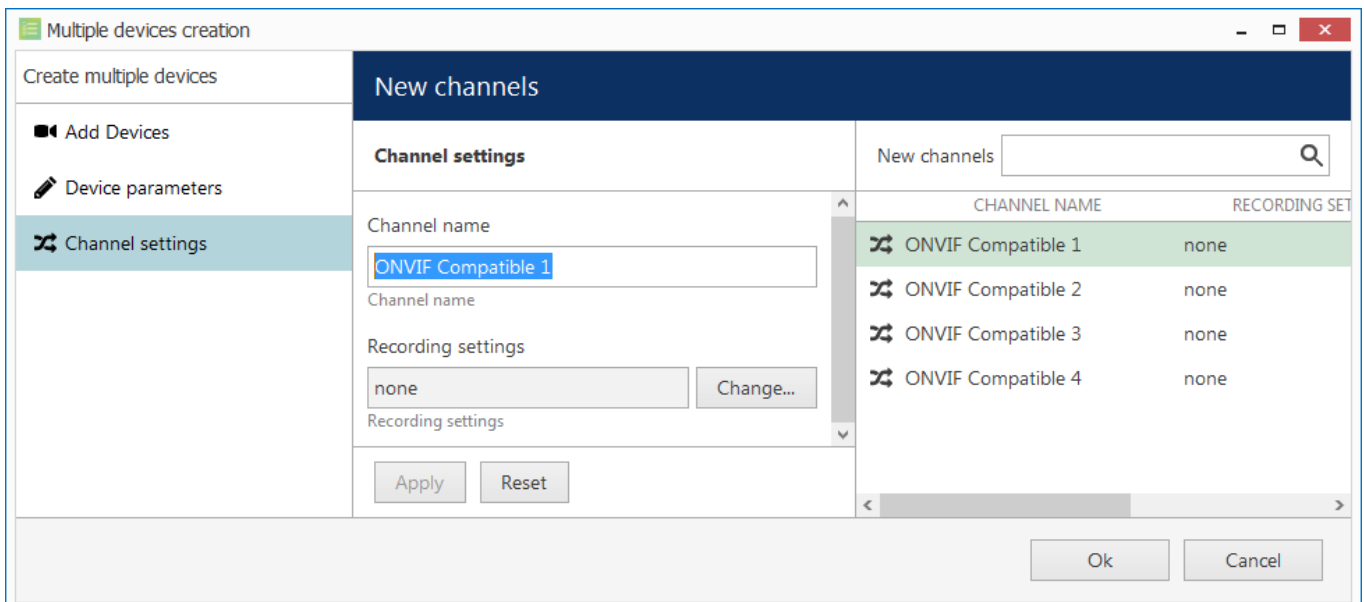 Multiple devices creation
Create multiple devices
Add Devices
Device parameters
Channel settings
New channels
Channel settings
Channel name
ONVIF Compatible 1
Channel name
Recording settings
none
Change...
Recording settings
Apply
Reset
New channels
CHANNEL NAME RECORDING SET
ONVIF Compatible 1 none
ONVIF Compatible 2 none
ONVIF Compatible 3 none
ONVIF Compatible 4 none
Ok
Cancel